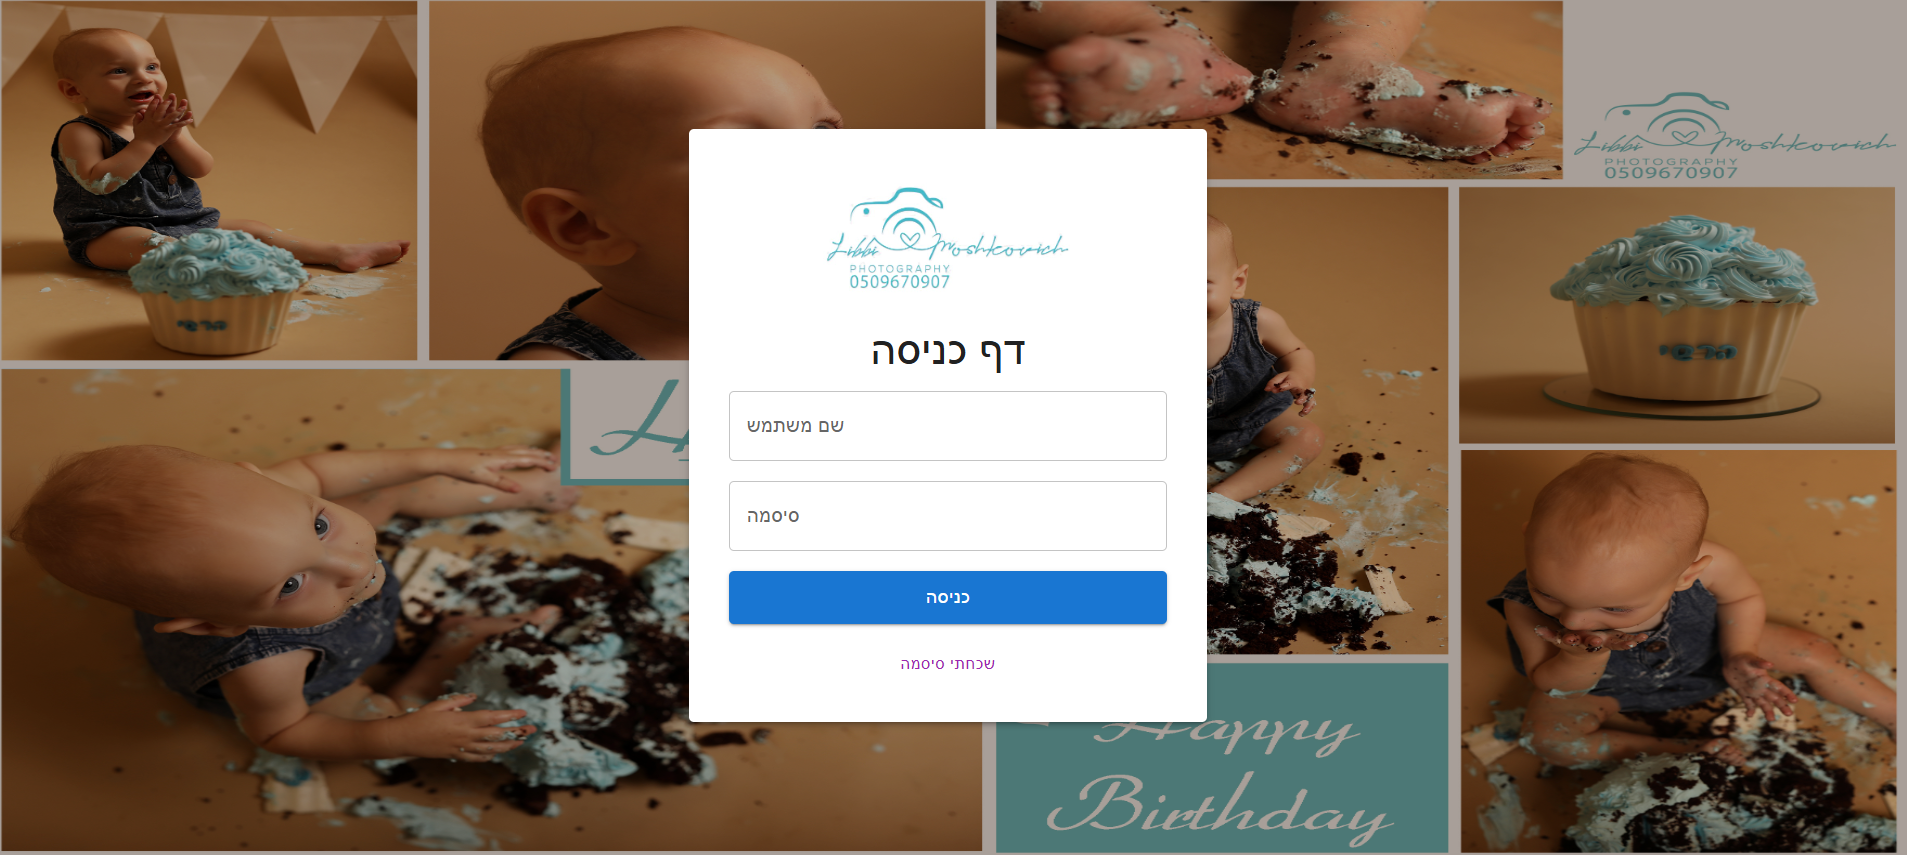 Libbi Moshkovich
PHOTOGRAPHY
0509670907
Libbi Moshkovich
PHOTOGRAPHY
0509670907
דף כניסה
שם משתמש
סיסמה
כניסה
שכחתי סיסמה
Happy
Birthday